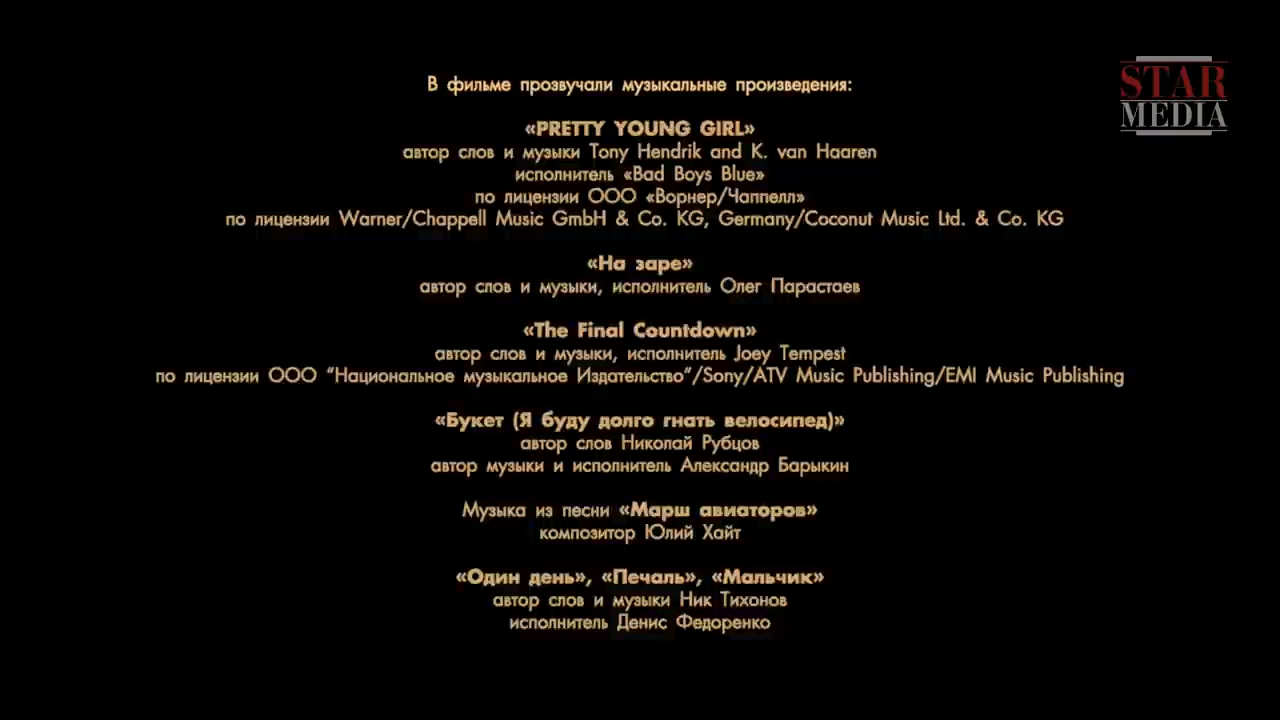 STAR
MEDIA
В фильме прозвучали музыкальные произведения:
«PRETTY YOUNG GIRL»
автор слов и музыки Tony Hendrik and K. van Haaren
исполнитель «Bad Boys Blue»
по лицензии ООО «Ворнер/Чаппелл»
по лицензии Warner/Chappell Music GmbH & Co. KG, Germany/Coconut Music Ltd. & Co. KG
«На заре»
автор слов и музыки, исполнитель Олег Парастаев
«The Final Countdown»
автор слов и музыки, исполнитель Joey Tempest
по лицензии ООО "Национальное музыкальное Издательство"/Sony/ATV Music Publishing/EMI Music Publishing
«Букет (Я буду долго гнать велосипед)»
автор слов Николай Рубцов
автор музыки и исполнитель Александр Барыкин
Музыка из песни «Марш авиаторов»
композитор Юлий Хайт
«Один день», «Печаль», «Мальчик»
автор слов и музыки Ник Тихонов
исполнитель Денис Федоренко